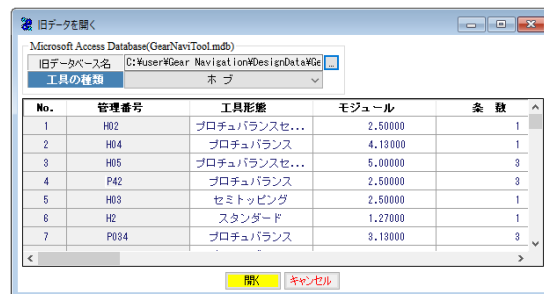 旧データを開く
Microsoft Access Database(GearNaviTool.mdb)
旧データベース名 C:¥user¥Gear Navigation¥DesignData¥Ge ...
工具の種類 ホ ブ
No. 管理番号 工具形態 モジュール 条 数
1 H02 プロチュバランスセ... 2.50000 1
2 H04 プロチュバランス 4.13000 1
3 H05 プロチュバランスセ... 5.00000 3
4 P42 プロチュバランス 2.50000 3
5 H03 セミトッピング 2.50000 1
6 H2 スタンダード 1.27000 1
7 P034 プロチュバランス 3.13000 3
開く キャンセル